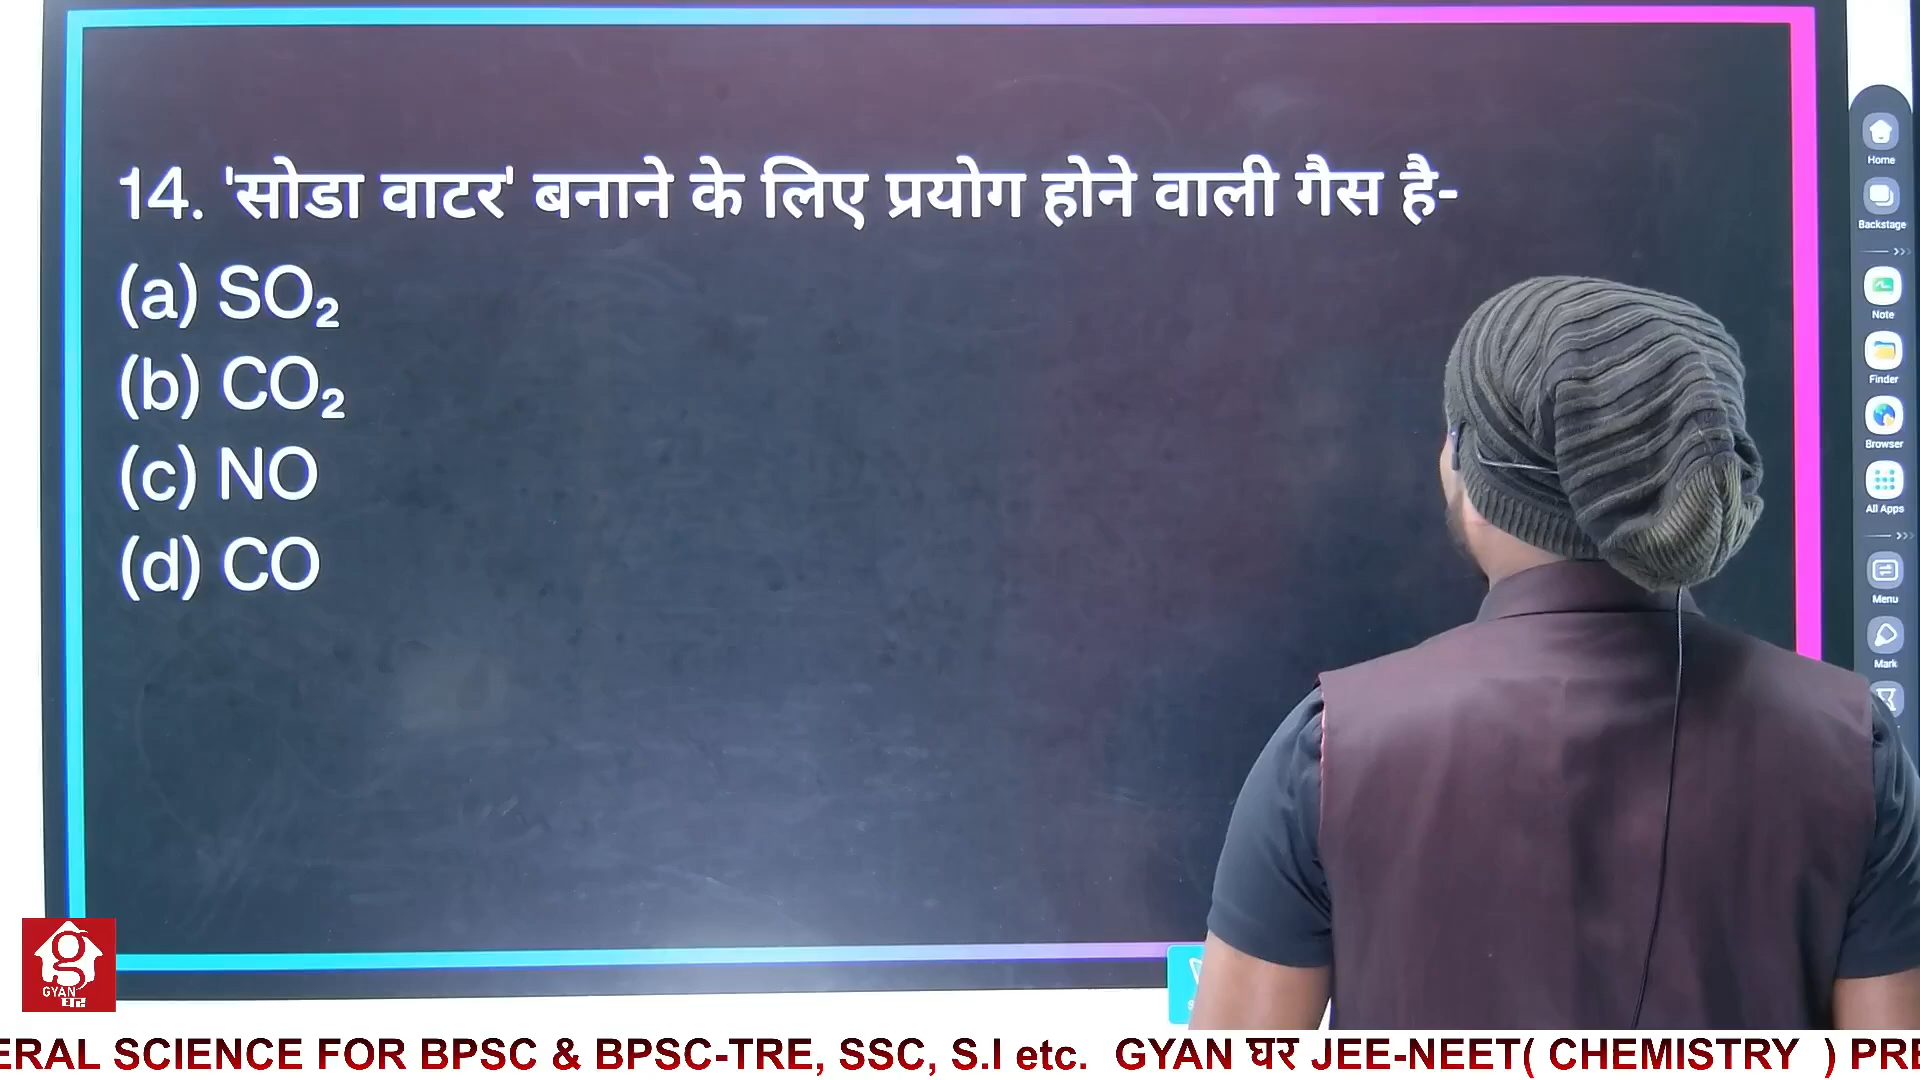 14. 'सोडा वाटर' बनाने के लिए प्रयोग होने वाली गैस है-
(a) SO₂
(b) CO₂
(c) NO
(d) CO
Home
Backstage
Note
Finder
Browser
All Apps
Menu
Mark
g
GYAN
घर
ERAL SCIENCE FOR BPSC & BPSC-TRE, SSC, S.I etc. GYAN घर JEE-NEET( CHEMISTRY ) PRE